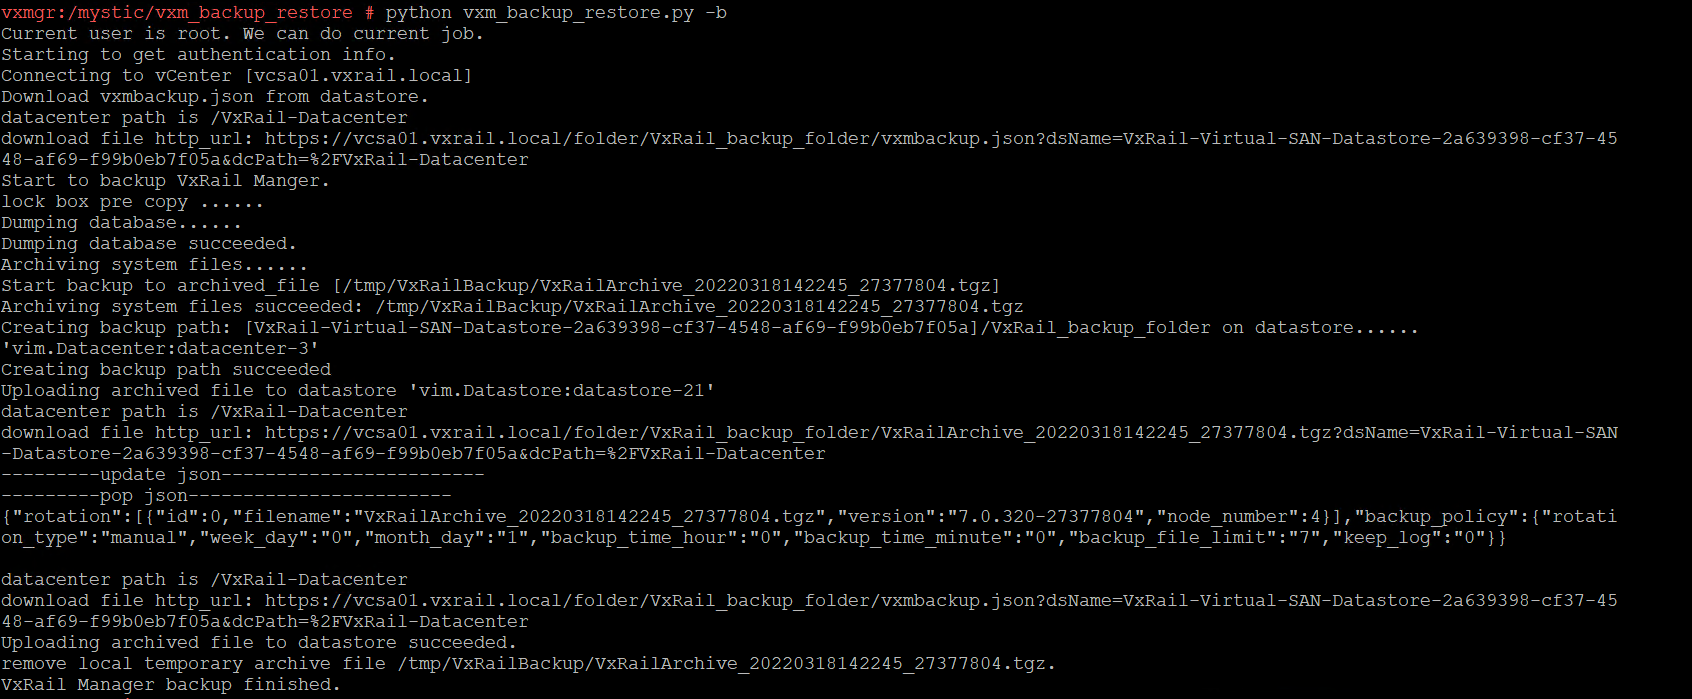 vxmgr:/mystic/vxm_backup_restore # python vxm_backup_restore.py -b
Current user is root. We can do current job.
Starting to get authentication info.
Connecting to vCenter [vcsa01.vxrail.local]
Download vxmbackup.json from datastore.
datacenter path is /VxRail-Datacenter
download file http_url: https://vcsa01.vxrail.local/folder/VxRail_backup_folder/vxmbackup.json?dsName=VxRail-Virtual-SAN-Datastore-2a639398-cf37-45
48-af69-f99b0eb7f05a&dcPath=%2FVxRail-Datacenter
Start to backup VxRail Manger.
lock box pre copy ......
Dumping database......
Dumping database succeeded.
Archiving system files......
Start backup to archived_file [/tmp/VxRailBackup/VxRailArchive_20220318142245_27377804.tgz]
Archiving system files succeeded: /tmp/VxRailBackup/VxRailArchive_20220318142245_27377804.tgz
Creating backup path: [VxRail-Virtual-SAN-Datastore-2a639398-cf37-4548-af69-f99b0eb7f05a]/VxRail_backup_folder on datastore......
'vim.Datacenter:datacenter-3'
Creating backup path succeeded
Uploading archived file to datastore 'vim.Datastore:datastore-21'
datacenter path is /VxRail-Datacenter
download file http_url: https://vcsa01.vxrail.local/folder/VxRail_backup_folder/VxRailArchive_20220318142245_27377804.tgz?dsName=VxRail-Virtual-SAN
-Datastore-2a639398-cf37-4548-af69-f99b0eb7f05a&dcPath=%2FVxRail-Datacenter
---------update json------------------------
---------pop json------------------------
{"rotation":[{"id":0,"filename":"VxRailArchive_20220318142245_27377804.tgz","version":"7.0.320-27377804","node_number":4}],"backup_policy":{"rotati
on_type":"manual","week_day":"0","month_day":"1","backup_time_hour":"0","backup_time_minute":"0","backup_file_limit":"7","keep_log":"0"}}
datacenter path is /VxRail-Datacenter
download file http_url: https://vcsa01.vxrail.local/folder/VxRail_backup_folder/vxmbackup.json?dsName=VxRail-Virtual-SAN-Datastore-2a639398-cf37-45
48-af69-f99b0eb7f05a&dcPath=%2FVxRail-Datacenter
Uploading archived file to datastore succeeded.
remove local temporary archive file /tmp/VxRailBackup/VxRailArchive_20220318142245_27377804.tgz.
VxRail Manager backup finished.